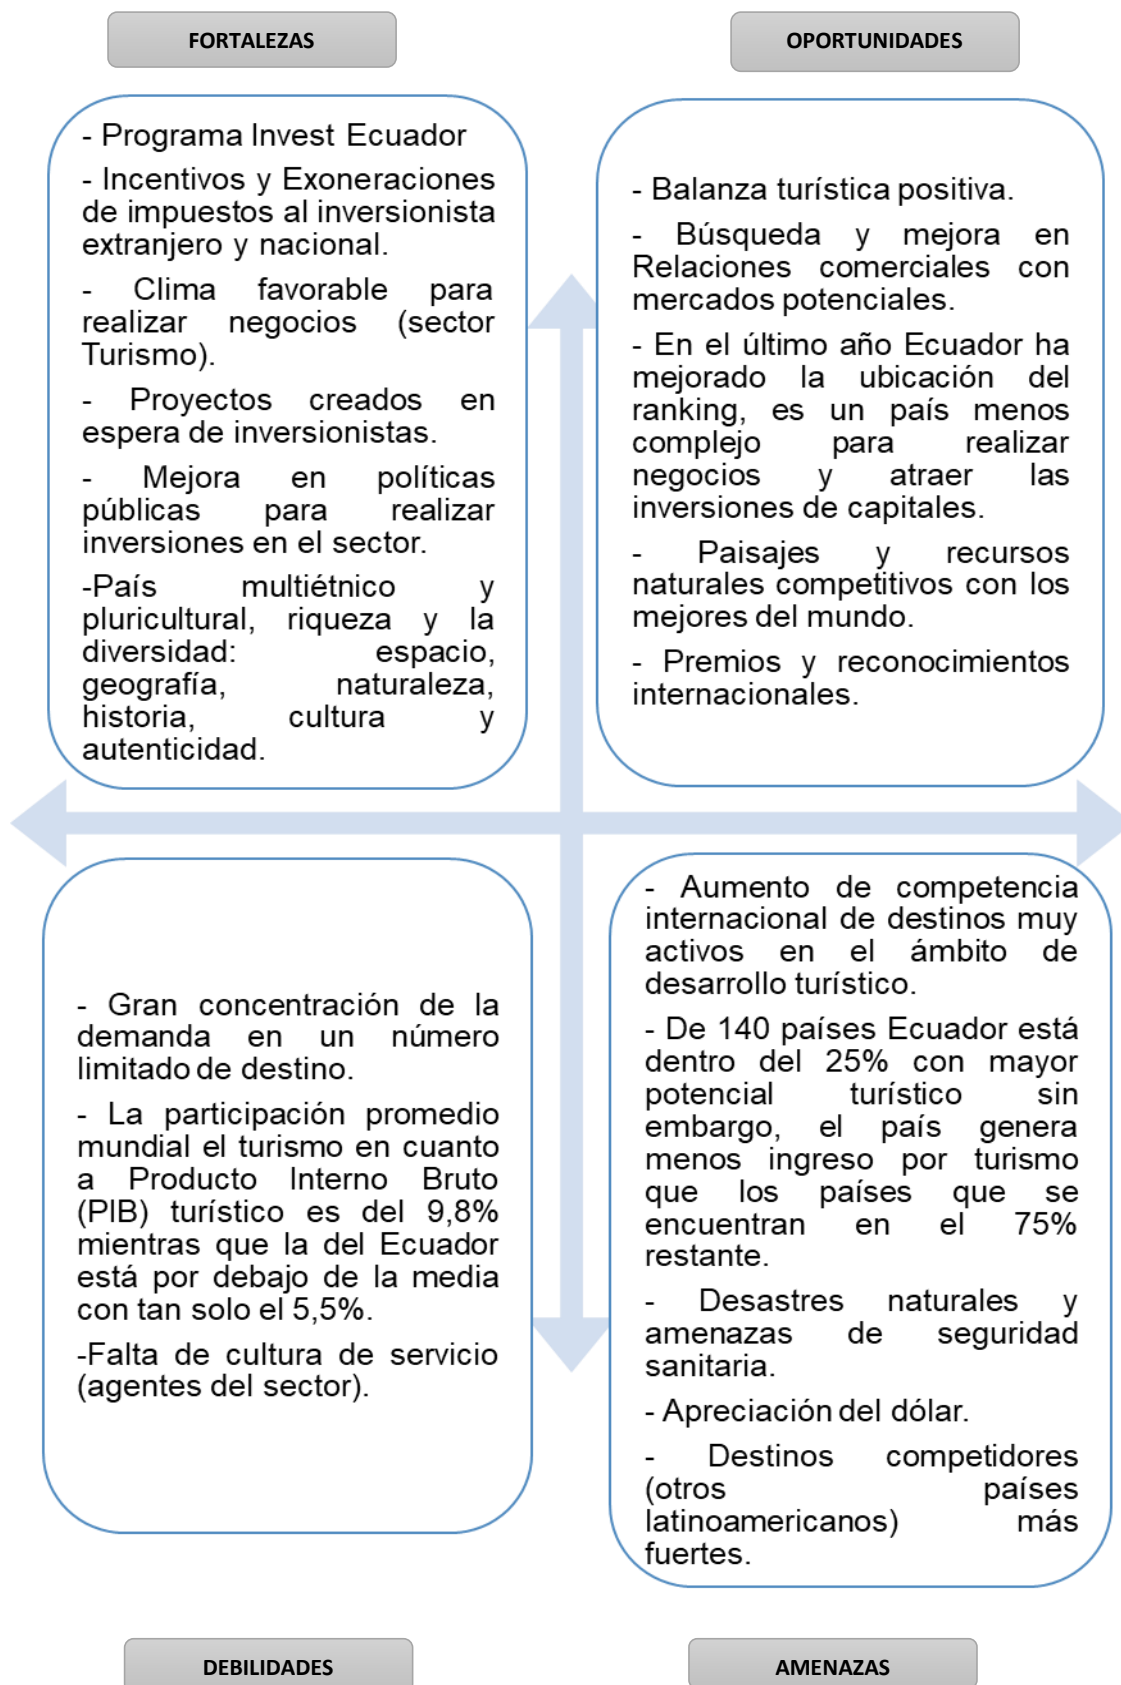 FORTALEZAS
- Programa Invest Ecuador
- Incentivos y Exoneraciones
de impuestos al inversionista
extranjero y nacional.
- Clima favorable para
realizar negocios (sector
Turismo).
- Proyectos creados en
espera de inversionistas.
- Mejora en políticas
públicas para realizar
inversiones en el sector.
-País multiétnico y
pluricultural, riqueza y la
diversidad: espacio,
geografía, naturaleza,
historia, cultura y
autenticidad.
OPORTUNIDADES
- Balanza turística positiva.
- Búsqueda y mejora en
Relaciones comerciales con
mercados potenciales.
- En el último año Ecuador ha
mejorado la ubicación del
ranking, es un país menos
complejo para realizar
negocios y atraer las
inversiones de capitales.
- Paisajes y recursos
naturales competitivos con los
mejores del mundo.
- Premios y reconocimientos
internacionales.
- Gran concentración de la
demanda en un número
limitado de destino.
- La participación promedio
mundial el turismo en cuanto
a Producto Interno Bruto
(PIB) turístico es del 9,8%
mientras que la del Ecuador
está por debajo de la media
con tan solo el 5,5%.
-Falta de cultura de servicio
(agentes del sector).
DEBILIDADES
- Aumento de competencia
internacional de destinos muy
activos en el ámbito de
desarrollo turístico.
- De 140 países Ecuador está
dentro del 25% con mayor
potencial turístico sin
embargo, el país genera
menos ingreso por turismo
que los países que se
encuentran en el 75%
restante.
- Desastres naturales y
amenazas de seguridad
sanitaria.
- Apreciación del dólar.
- Destinos competidores
(otros países
latinoamericanos) más
fuertes.
AMENAZAS